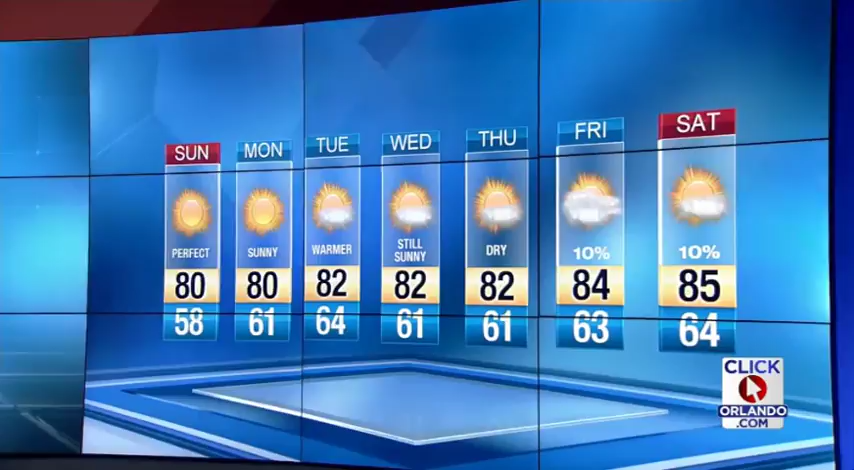 SUN MON TUE WED THU FRI SAT
PERFECT SUNNY WARMER STILL SUNNY DRY 10% 10%
80 80 82 82 82 84 85
58 61 64 61 61 63 64
CLICK
ORLANDO
.COM